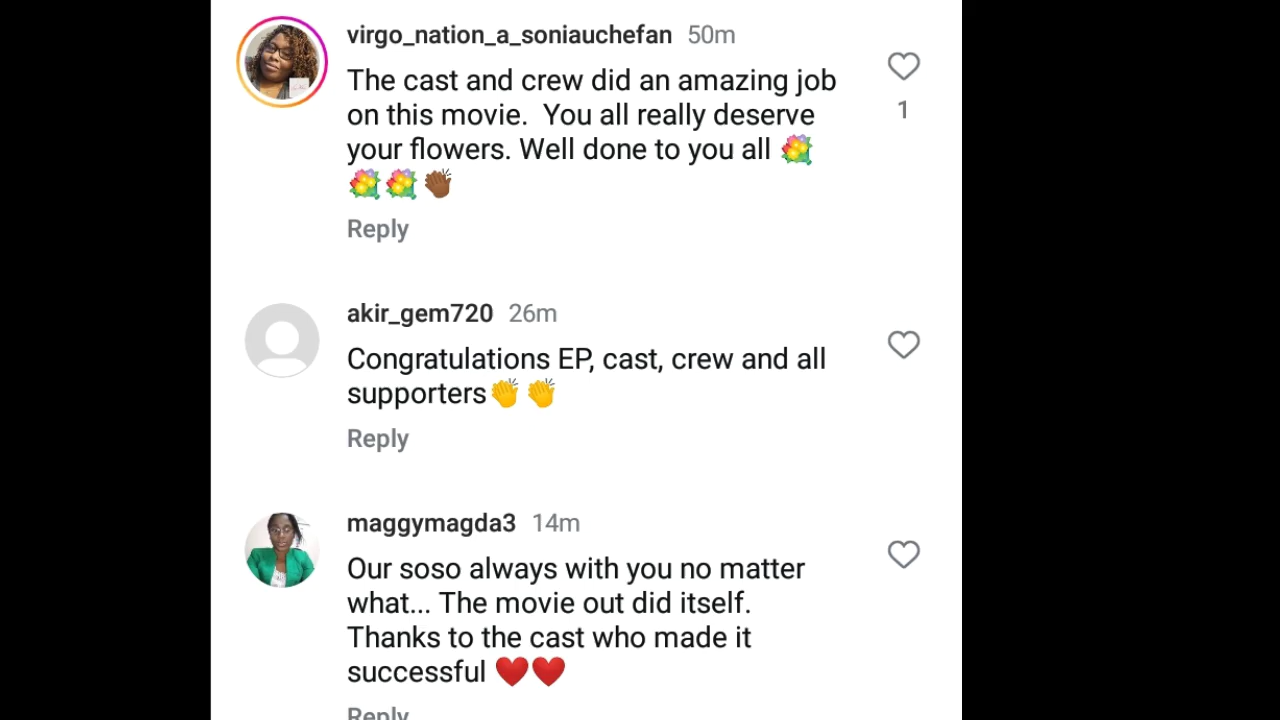 virgo_nation_a_soniauchefan 50m
The cast and crew did an amazing job
on this movie.  You all really deserve
your flowers. Well done to you all 💐
💐💐👏🏾
1
Reply
akir_gem720 26m
Congratulations EP, cast, crew and all
supporters👏👏
Reply
maggymagda3 14m
Our soso always with you no matter
what... The movie out did itself.
Thanks to the cast who made it
successful ❤️❤️
Reply